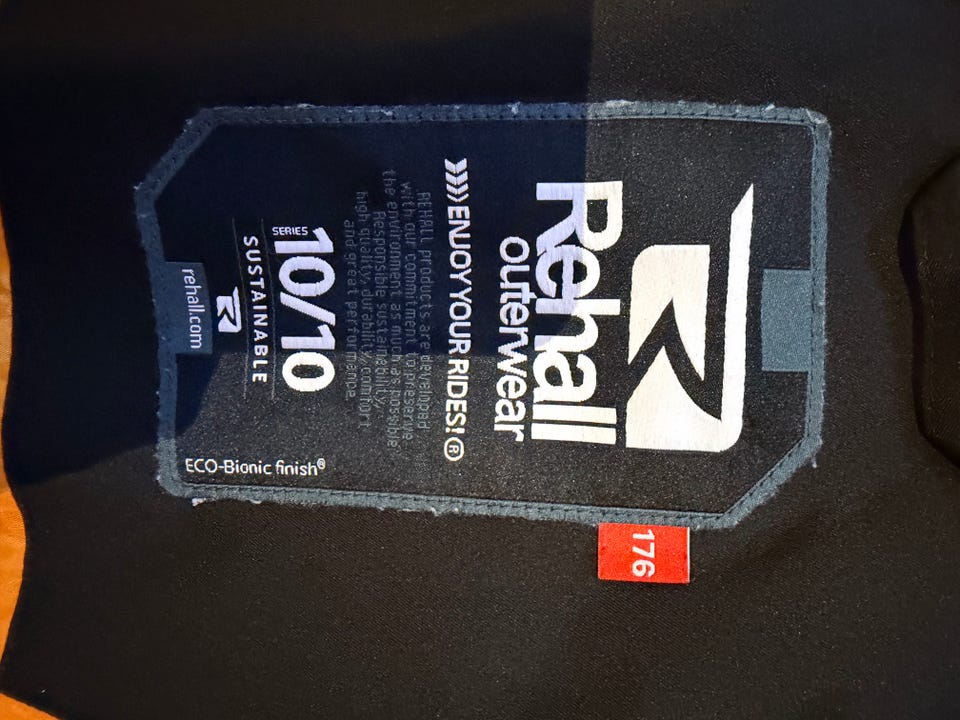 Rehall
outerwear
>>>> ENJOY YOUR RIDES! ®
REHALL products are developed
with our commitment to preserve
the environment as much as possible
Responsible sustainability,
high quality, durability, comfort
and great performance
SERIES 10/10
SUSTAINABLE
rehall.com
ECO-Bionic finish®
176